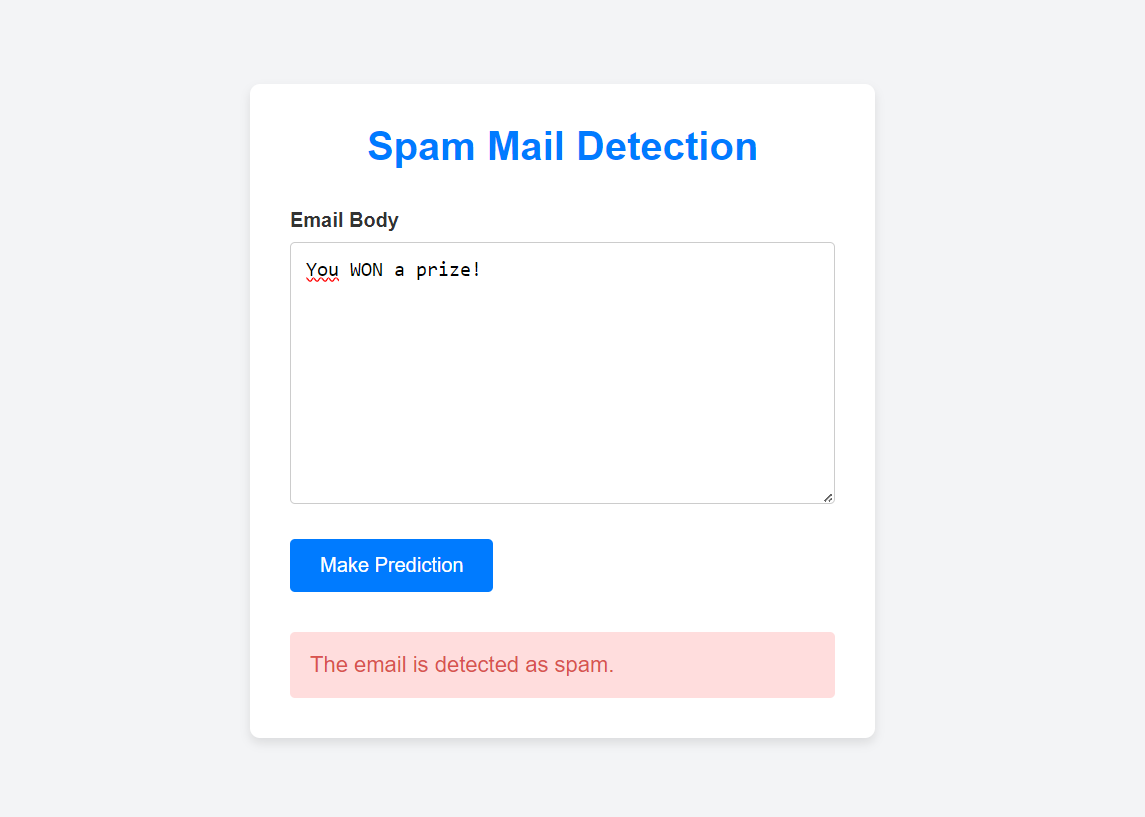 Spam Mail Detection
Email Body
You WON a prize!
Make Prediction
The email is detected as spam.